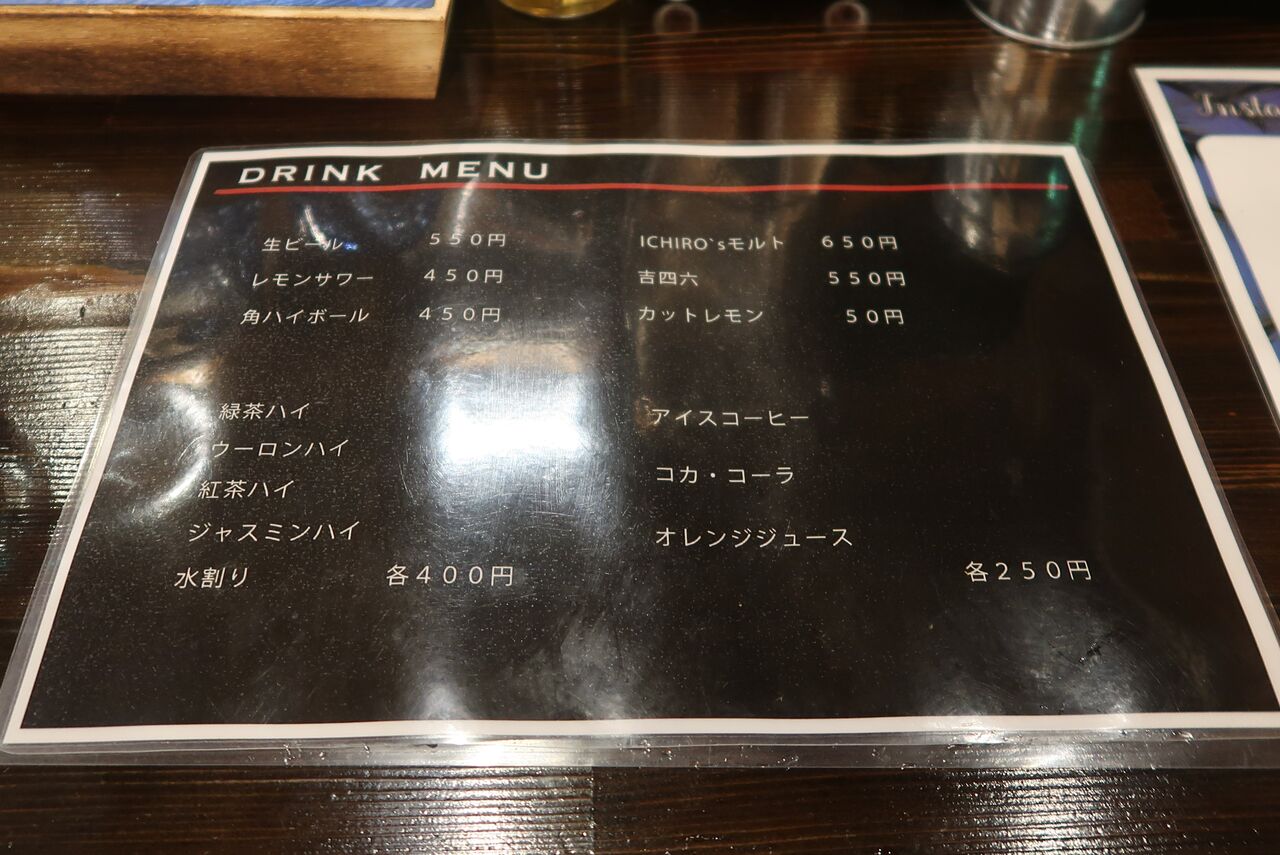 DRINK MENU
生ビール 550円
レモンサワー 450円
角ハイボール 450円
緑茶ハイ
ウーロンハイ
紅茶ハイ
ジャスミンハイ
水割り 各400円
ICHIRO`sモルト 650円
吉四六 550円
カットレモン 50円
アイスコーヒー
コカ・コーラ
オレンジジュース
各250円